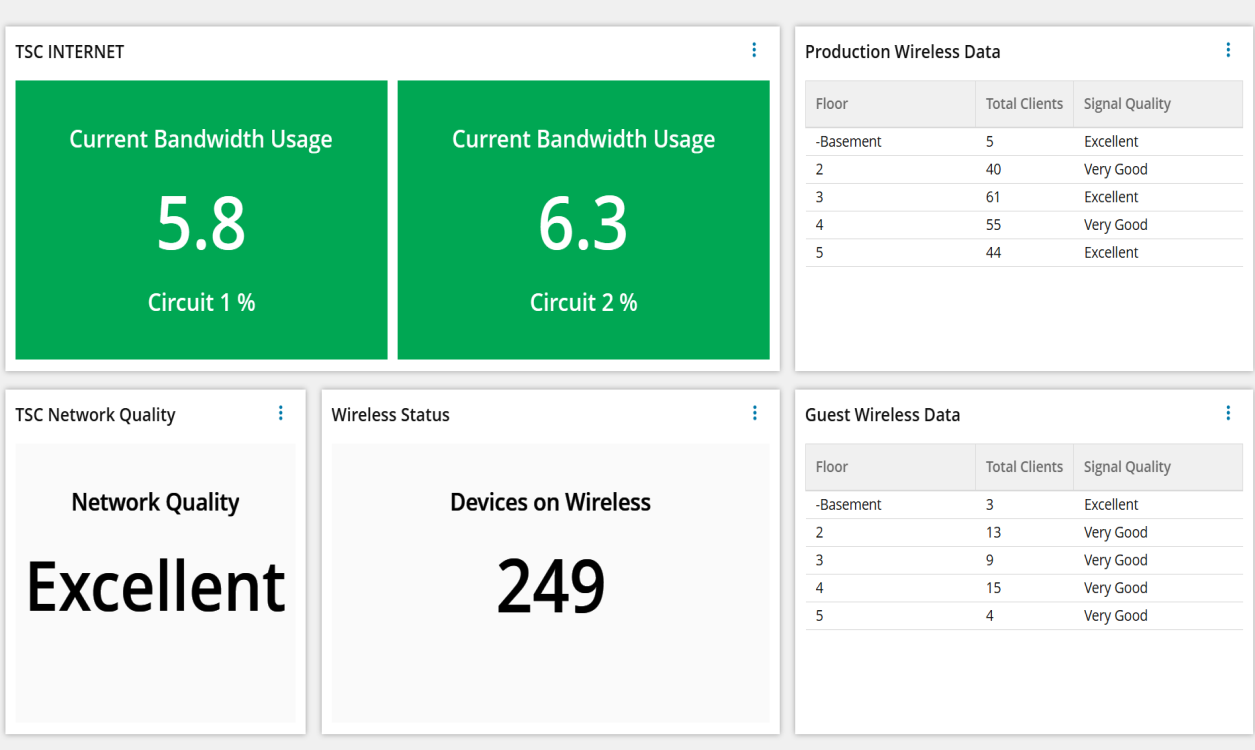 TSC INTERNET
Current Bandwidth Usage
5.8
Circuit 1 %
Current Bandwidth Usage
6.3
Circuit 2 %
Production Wireless Data
Floor Total Clients Signal Quality
-Basement 5 Excellent
2 40 Very Good
3 61 Excellent
4 55 Very Good
5 44 Excellent
TSC Network Quality
Network Quality
Excellent
Wireless Status
Devices on Wireless
249
Guest Wireless Data
Floor Total Clients Signal Quality
-Basement 3 Excellent
2 13 Very Good
3 9 Very Good
4 15 Very Good
5 4 Very Good